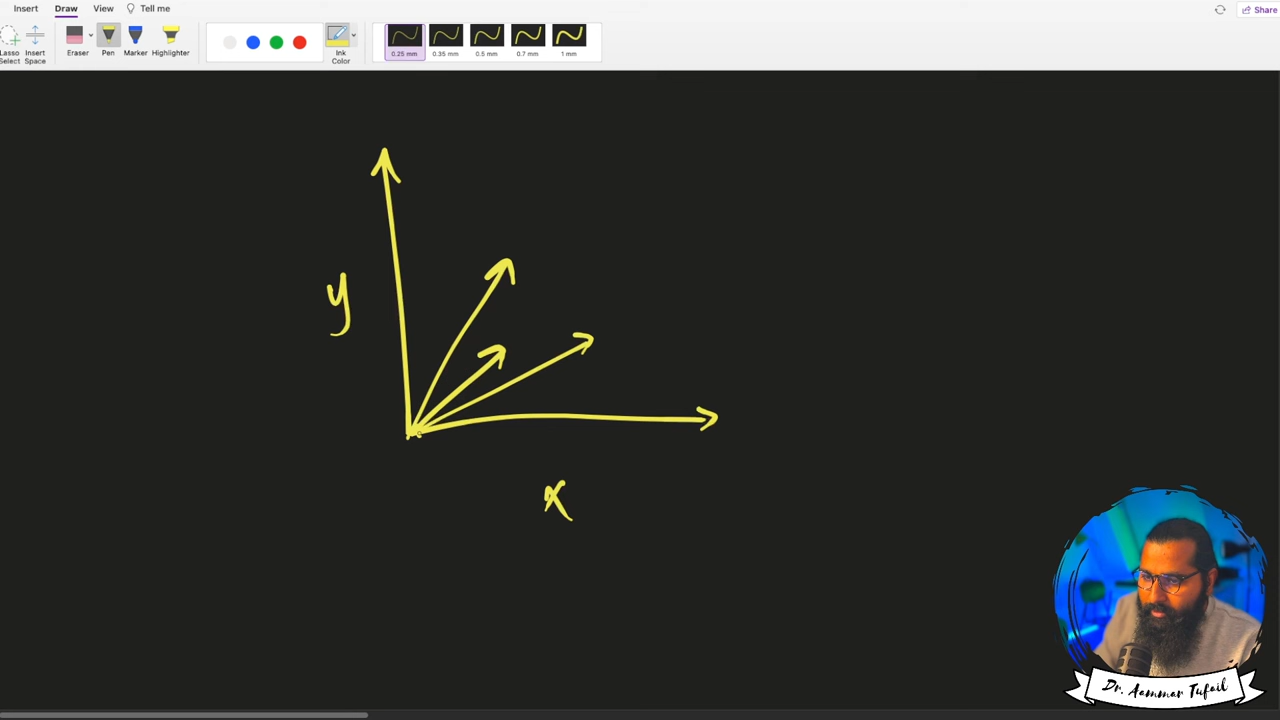 Insert Draw View Tell me
Share
Lasso Select
Insert Space
Eraser
Pen
Marker
Highlighter
Ink Color
0.25 mm
0.35 mm
0.5 mm
0.7 mm
1 mm
y
x
Dr. Aammar Tufail